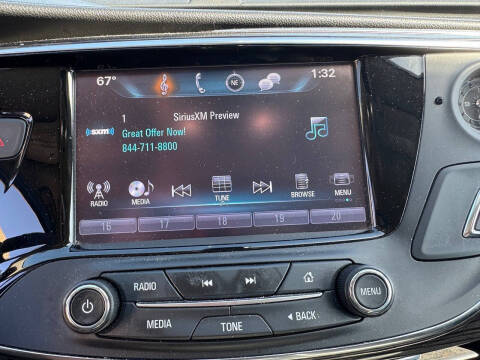 67° NE 1:32
1 SiriusXM Preview
((sxm)) Great Offer Now!
844-711-8800
RADIO MEDIA TUNE BROWSE MENU
16 17 18 19 20
RADIO
MENU
MEDIA TONE BACK